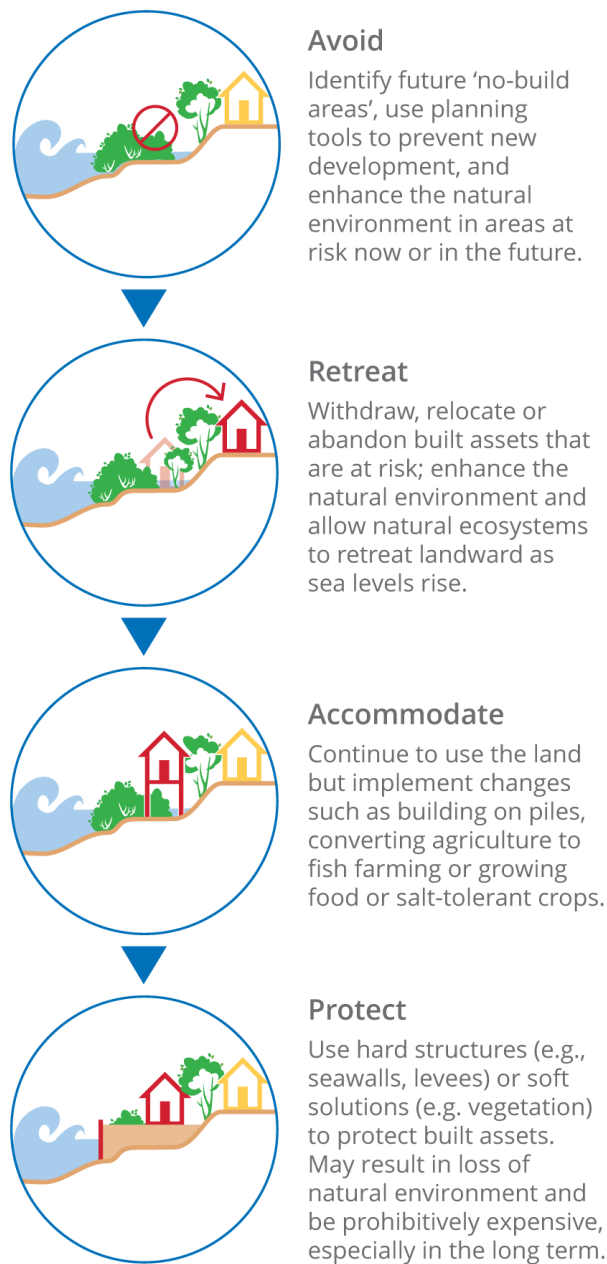 Avoid
Identify future ‘no-build
areas’, use planning
tools to prevent new
development, and
enhance the natural
environment in areas at
risk now or in the future.
Retreat
Withdraw, relocate or
abandon built assets that
are at risk; enhance the
natural environment and
allow natural ecosystems
to retreat landward as
sea levels rise.
Accommodate
Continue to use the land
but implement changes
such as building on piles,
converting agriculture to
fish farming or growing
food or salt-tolerant crops.
Protect
Use hard structures (e.g.,
seawalls, levees) or soft
solutions (e.g. vegetation)
to protect built assets.
May result in loss of
natural environment and
be prohibitively expensive,
especially in the long term.